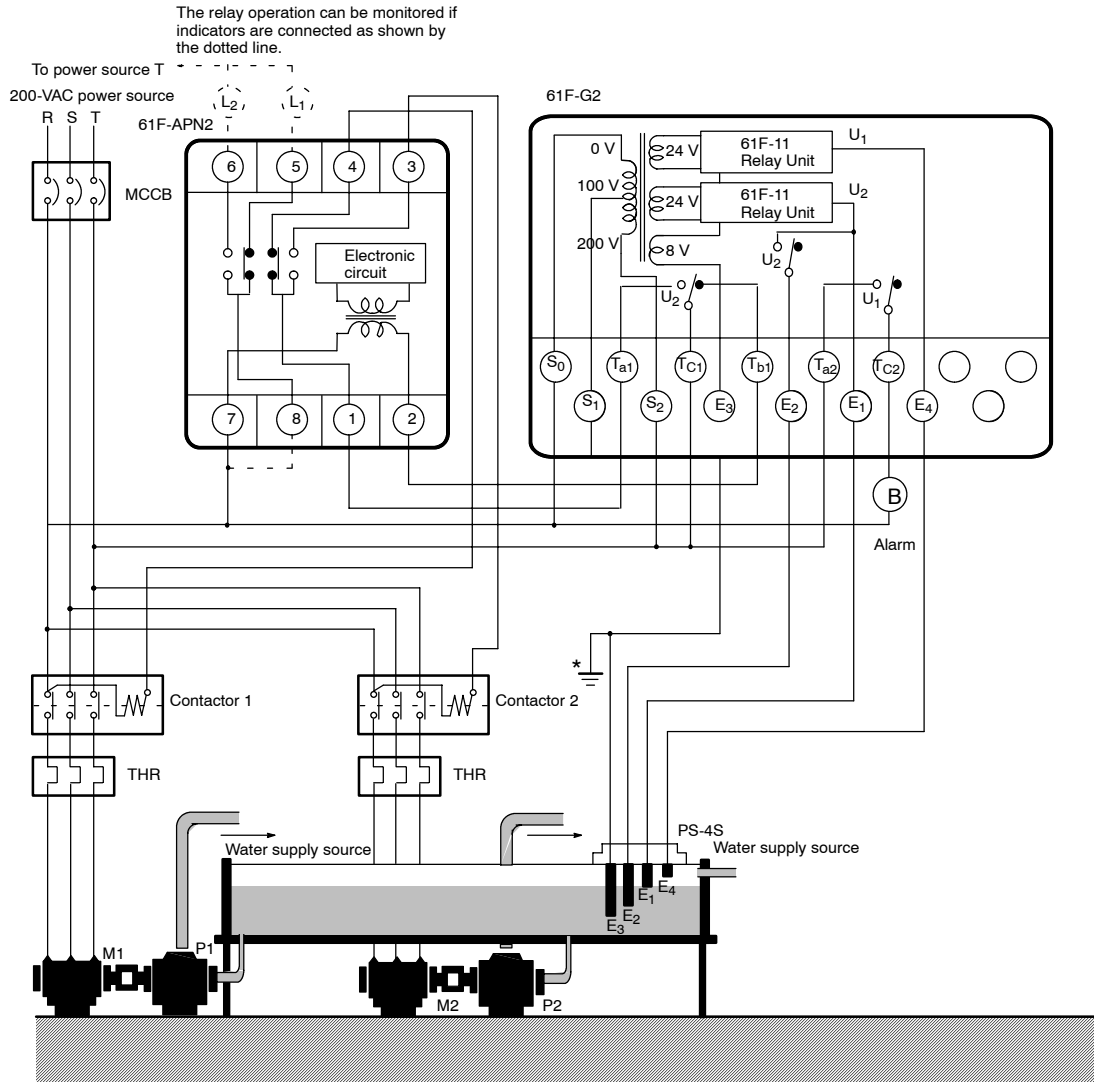 The relay operation can be monitored if
indicators are connected as shown by
the dotted line.
To power source T
200-VAC power source
R S T
L2 L1
61F-APN2
61F-G2
MCCB
6 5 4 3
Electronic
circuit
7 8 1 2
0 V
100 V
200 V
24 V
24 V
8 V
61F-11
Relay Unit
U1
61F-11
Relay Unit
U2
U2
U2
U1
S0 Ta1 TC1 Tb1 Ta2 TC2
S1 S2 E3 E2 E1 E4
B
Alarm
*
Contactor 1
Contactor 2
THR
THR
PS-4S
Water supply source
Water supply source
E4
E1
E2
E3
M1
P1
M2
P2